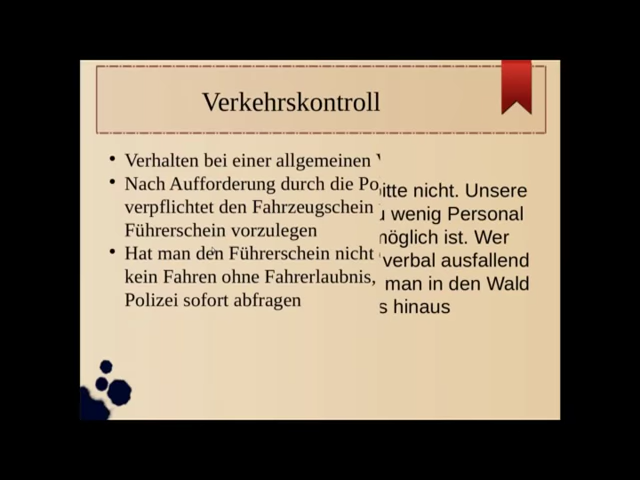 Verkehrskontroll
Verhalten bei einer allgemeinen
Nach Aufforderung durch die Po
verpflichtet den Fahrzeugschein
Führerschein vorzulegen
Hat man den Führerschein nicht
kein Fahren ohne Fahrerlaubnis,
Polizei sofort abfragen
itte nicht. Unsere
u wenig Personal
möglich ist. Wer
verbal ausfallend
man in den Wald
s hinaus